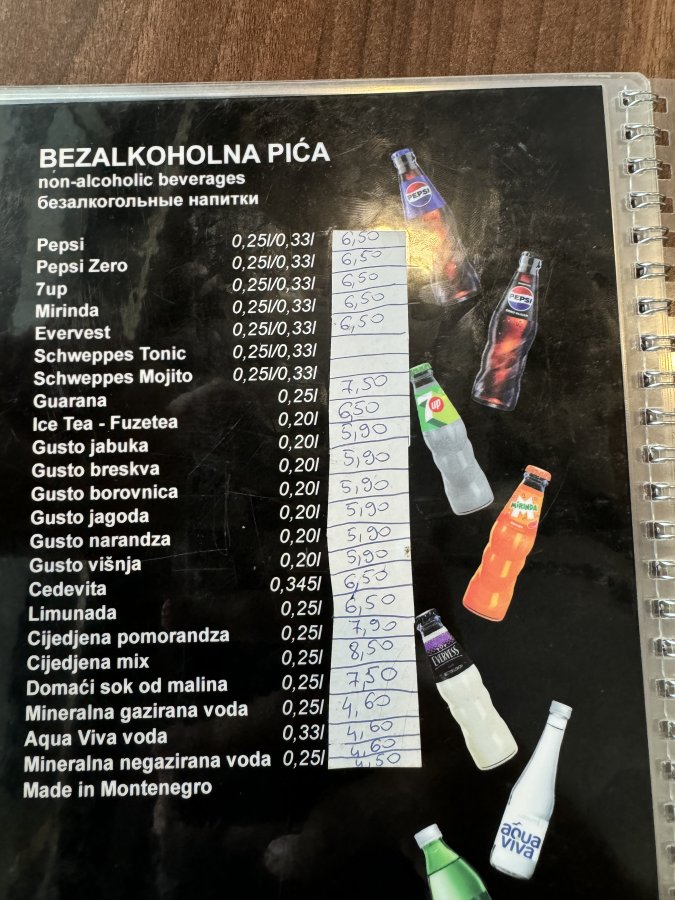 BEZALKOHOLNA PIĆA
non-alcoholic beverages
безалкогольные напитки
Pepsi 0,25l/0,33l 6,50
Pepsi Zero 0,25l/0,33l 6,50
7up 0,25l/0,33l 6,50
Mirinda 0,25l/0,33l 6,50
Evervest 0,25l/0,33l 6,50
Schweppes Tonic 0,25l/0,33l
Schweppes Mojito 0,25l/0,33l
Guarana 0,25l 7,50
Ice Tea - Fuzetea 0,20l 6,50
Gusto jabuka 0,20l 5,90
Gusto breskva 0,20l 5,90
Gusto borovnica 0,20l 5,90
Gusto jagoda 0,20l 5,90
Gusto narandza 0,20l 5,90
Gusto višnja 0,20l 5,90
Cedevita 0,345l 6,50
Limunada 0,25l 6,50
Cijedjena pomorandza 0,25l 7,90
Cijedjena mix 0,25l 8,50
Domaći sok od malina 0,25l 7,50
Mineralna gazirana voda 0,25l 4,60
Aqua Viva voda 0,33l 4,60
Mineralna negazirana voda 0,25l 4,60
Made in Montenegro 4,50
PEPSI
PEPSI
7up
MIRINDA
EVERVESS
aqua
viva